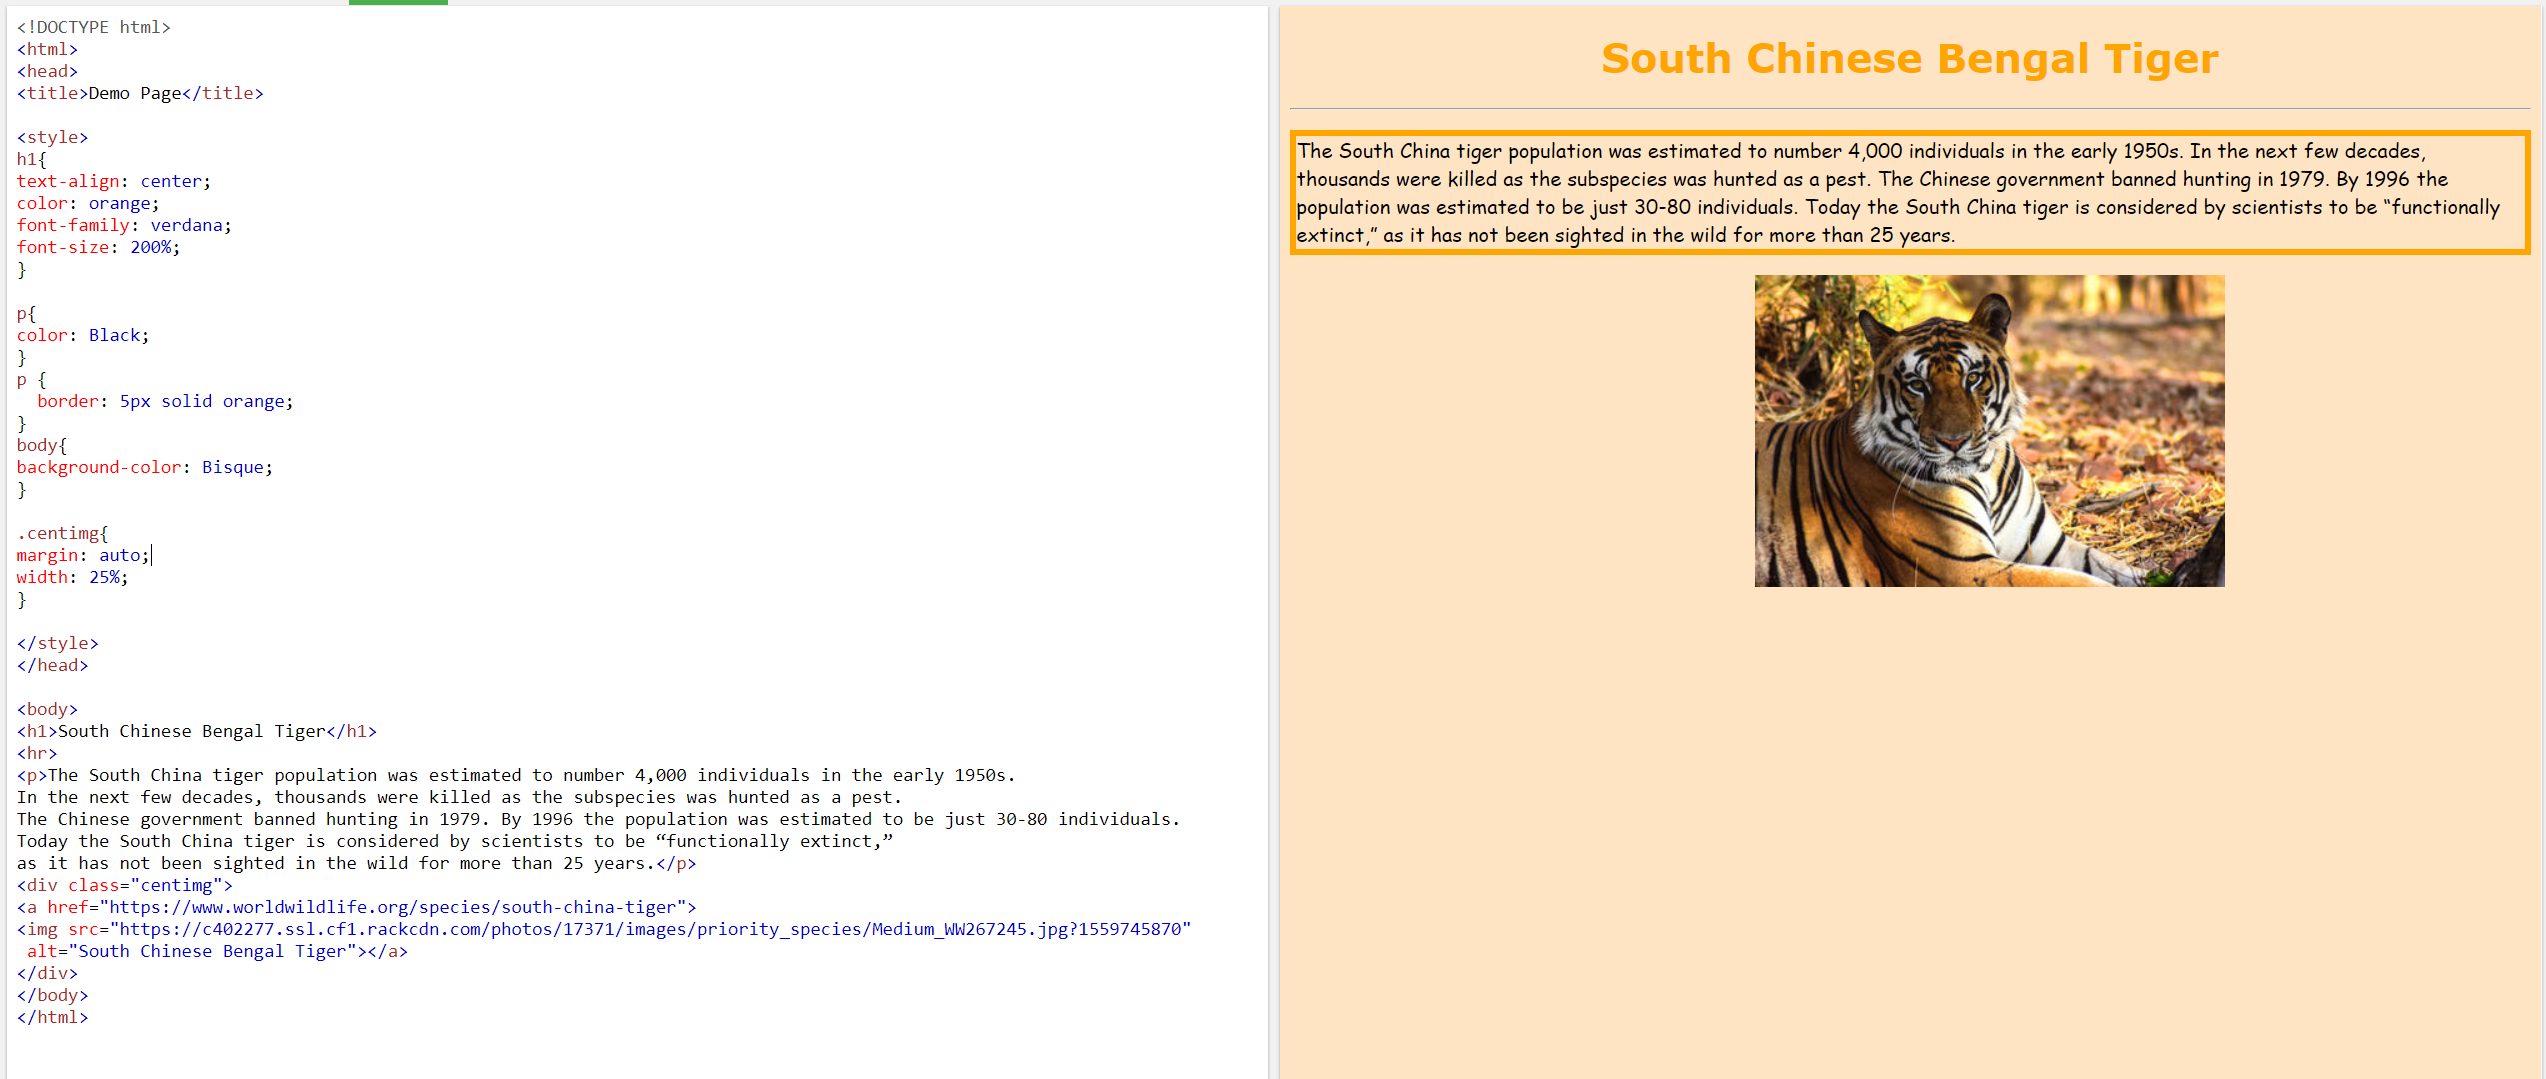 <!DOCTYPE html>
<html>
<head>
<title>Demo Page</title>
<style>
h1{
text-align: center;
color: orange;
font-family: verdana;
font-size: 200%;
}
p{
color: Black;
}
p {
  border: 5px solid orange;
}
body{
background-color: Bisque;
}
.centimg{
margin: auto;
width: 25%;
}
</style>
</head>
<body>
<h1>South Chinese Bengal Tiger</h1>
<hr>
<p>The South China tiger population was estimated to number 4,000 individuals in the early 1950s.
In the next few decades, thousands were killed as the subspecies was hunted as a pest.
The Chinese government banned hunting in 1979. By 1996 the population was estimated to be just 30-80 individuals.
Today the South China tiger is considered by scientists to be “functionally extinct,”
as it has not been sighted in the wild for more than 25 years.</p>
<div class="centimg">
<a href="https://www.worldwildlife.org/species/south-china-tiger">
<img src="https://c402277.ssl.cf1.rackcdn.com/photos/17371/images/priority_species/Medium_WW267245.jpg?1559745870"
 alt="South Chinese Bengal Tiger"></a>
</div>
</body>
</html>
South Chinese Bengal Tiger
The South China tiger population was estimated to number 4,000 individuals in the early 1950s. In the next few decades,
thousands were killed as the subspecies was hunted as a pest. The Chinese government banned hunting in 1979. By 1996 the
population was estimated to be just 30-80 individuals. Today the South China tiger is considered by scientists to be “functionally
extinct,” as it has not been sighted in the wild for more than 25 years.